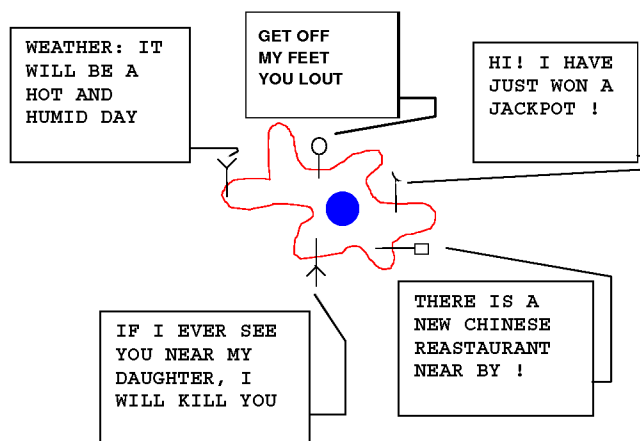 WEATHER: IT
WILL BE A
HOT AND
HUMID DAY
GET OFF
MY FEET
YOU LOUT
HI! I HAVE
JUST WON A
JACKPOT !
IF I EVER SEE
YOU NEAR MY
DAUGHTER, I
WILL KILL YOU
THERE IS A
NEW CHINESE
REASTAURANT
NEAR BY !